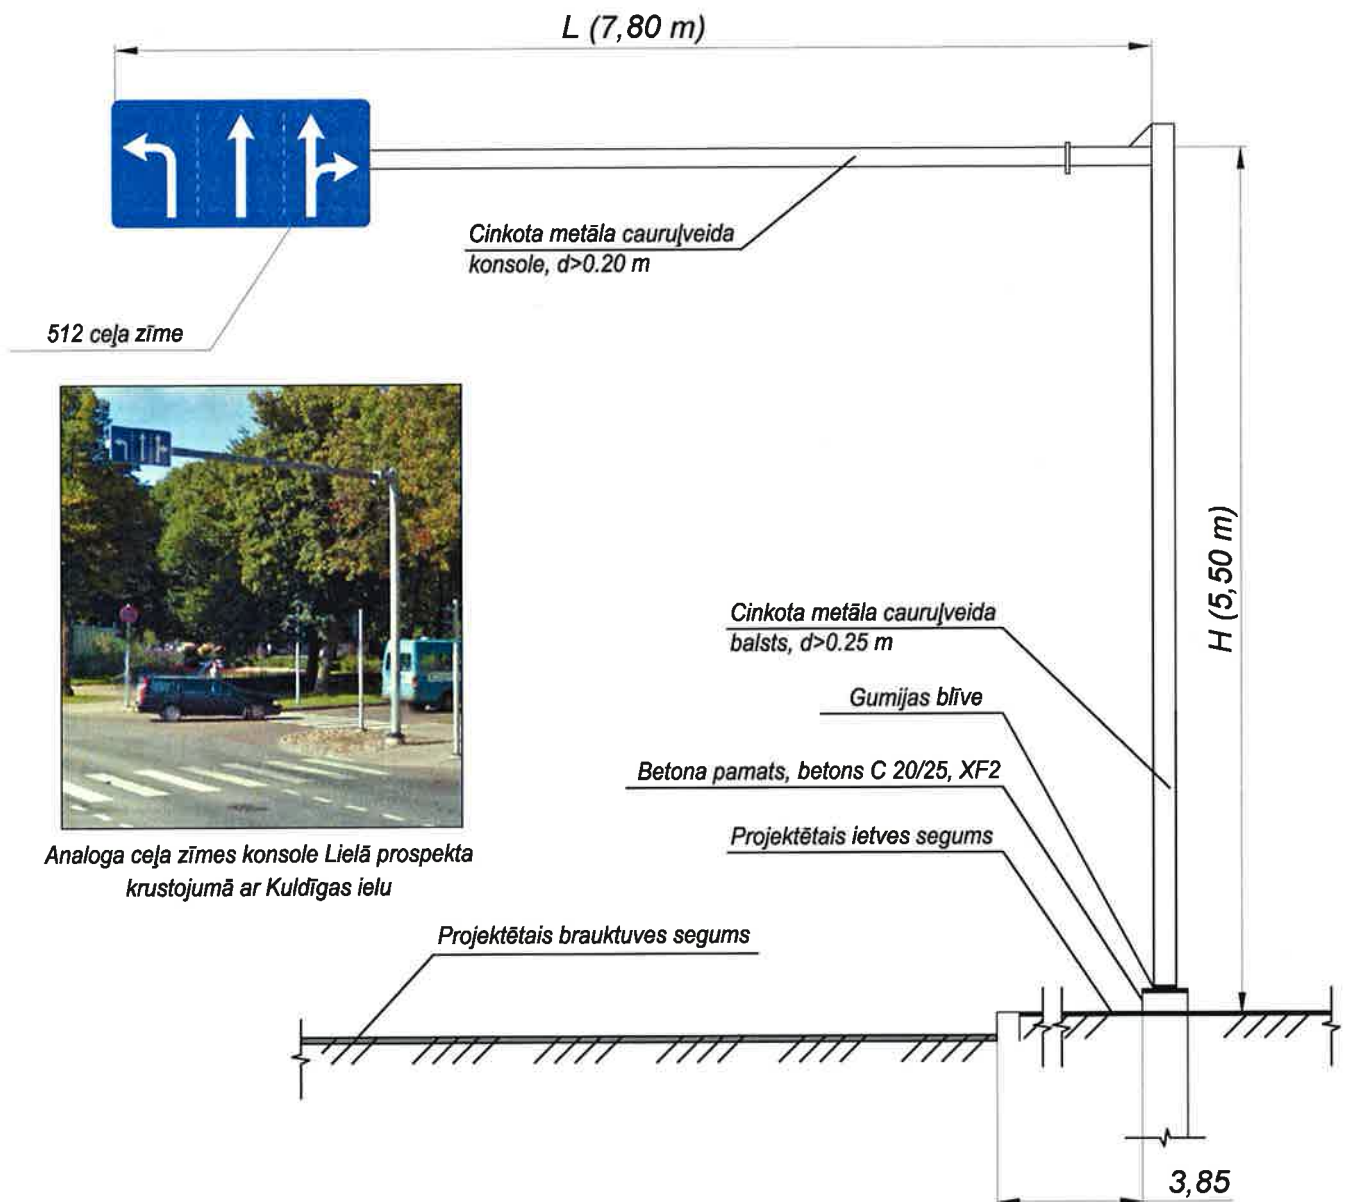 L (7,80 m)
Cinkota metāla cauruļveida
konsole, d>0.20 m
512 ceļa zīme
H (5,50 m)
Cinkota metāla cauruļveida
balsts, d>0.25 m
Gumijas blīve
Betona pamats, betons C 20/25, XF2
Projektētais ietves segums
Analoga ceļa zīmes konsole Lielā prospekta
krustojumā ar Kuldīgas ielu
Projektētais brauktuves segums
3,85